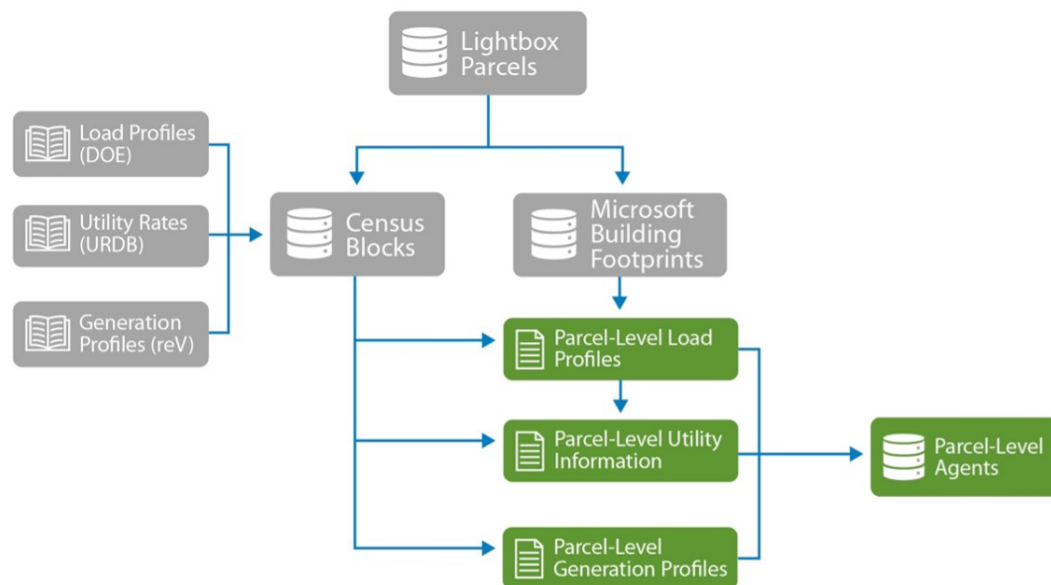 Lightbox
Parcels
Load Profiles
(DOE)
Utility Rates
(URDB)
Generation
Profiles (reV)
Census
Blocks
Microsoft
Building
Footprints
Parcel-Level Load
Profiles
Parcel-Level Utility
Information
Parcel-Level
Generation Profiles
Parcel-Level
Agents